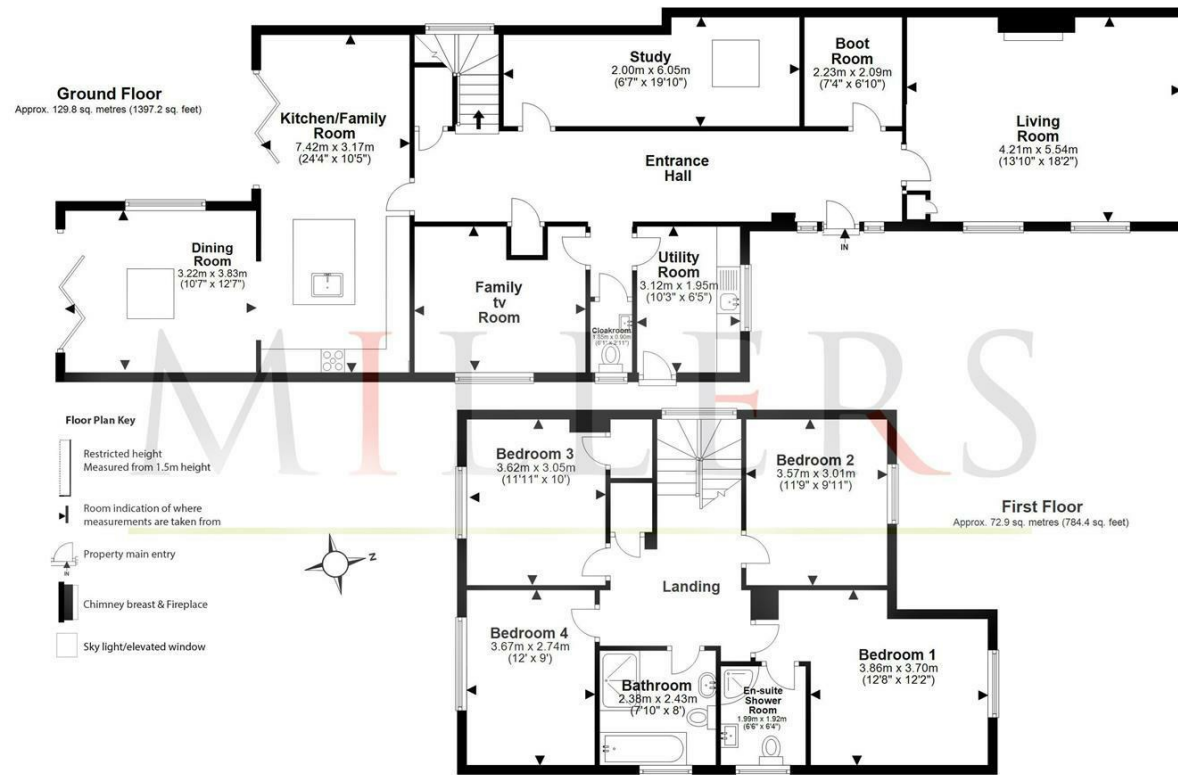 Ground Floor
Approx. 129.8 sq. metres (1397.2 sq. feet)
Kitchen/Family
Room
7.42m x 3.17m
(24'4" x 10'5")
Study
2.00m x 6.05m
(6'7" x 19'10")
Boot
Room
2.23m x 2.09m
(7'4" x 6'10")
Living
Room
4.21m x 5.54m
(13'10" x 18'2")
Entrance
Hall
IN
Dining
Room
3.22m x 3.83m
(10'7" x 12'7")
Family
tv
Room
Cloakroom
Utility
Room
3.12m x 1.95m
(10'3" x 6'5")
MILLERS
Floor Plan Key
Restricted height
Measured from 1.5m height
Room indication of where
measurements are taken from
Property main entry
IN
Chimney breast & Fireplace
Sky light/elevated window
Z
Bedroom 3
3.62m x 3.05m
(11'11" x 10')
Bedroom 2
3.57m x 3.01m
(11'9" x 9'11")
First Floor
Approx. 72.9 sq. metres (784.4 sq. feet)
Landing
Bedroom 4
3.67m x 2.74m
(12' x 9')
Bathroom
2.38m x 2.43m
(7'10" x 8')
En-suite
Shower
Room
1.99m x 1.92m
(6'6" x 6'4")
Bedroom 1
3.86m x 3.70m
(12'8" x 12'2")